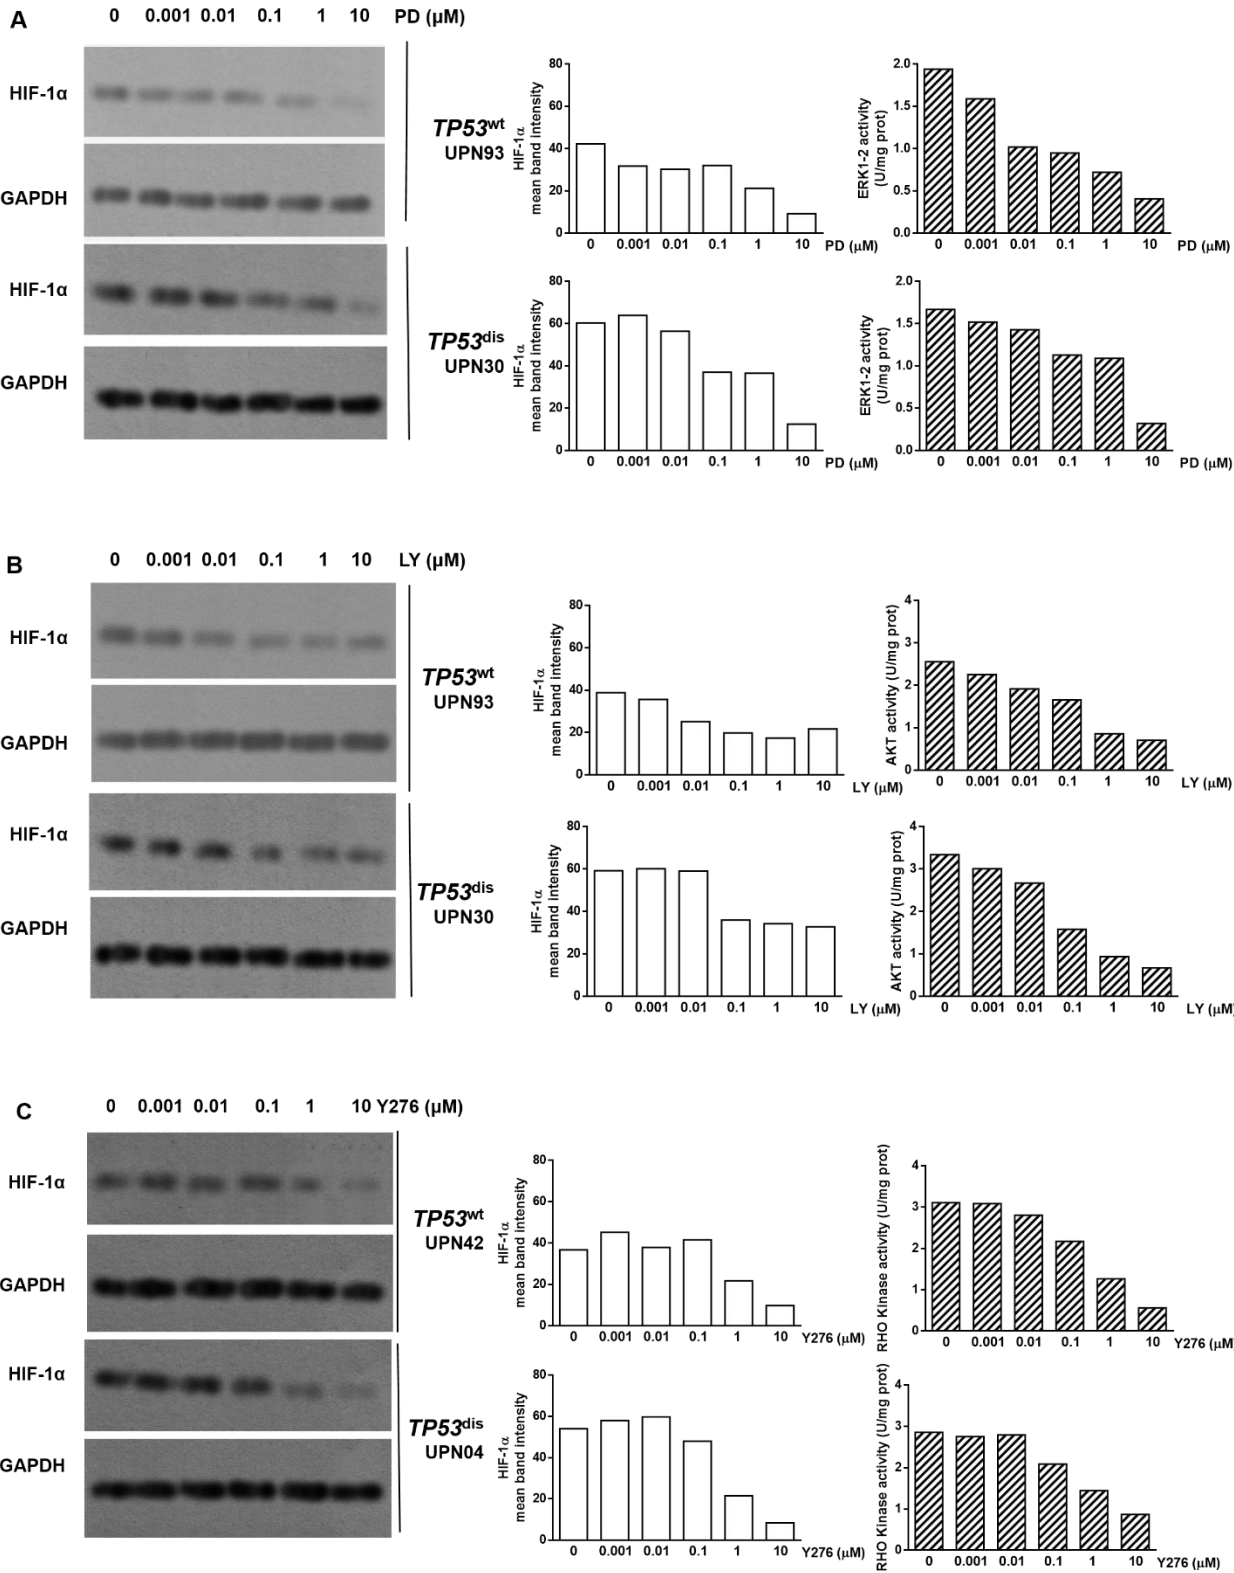 A
0 0.001 0.01 0.1 1 10 PD (µM)
HIF-1α
GAPDH
TP53wt
UPN93
HIF-1α
GAPDH
TP53dis
UPN30
HIF-1α
mean band intensity
80
60
40
20
0
0 0.001 0.01 0.1 1 10 PD (µM)
ERK1-2 activity
(U/mg prot)
2.0
1.5
1.0
0.5
0.0
0 0.001 0.01 0.1 1 10 PD (µM)
HIF-1α
mean band intensity
80
60
40
20
0
0 0.001 0.01 0.1 1 10 PD (µM)
ERK1-2 activity
(U/mg prot)
2.0
1.5
1.0
0.5
0.0
0 0.001 0.01 0.1 1 10 PD (µM)
B
0 0.001 0.01 0.1 1 10 LY (µM)
HIF-1α
GAPDH
TP53wt
UPN93
HIF-1α
GAPDH
TP53dis
UPN30
HIF-1α
mean band intensity
80
60
40
20
0
0 0.001 0.01 0.1 1 10 LY (µM)
AKT activity (U/mg prot)
4
3
2
1
0
0 0.001 0.01 0.1 1 10 LY (µM)
HIF-1α
mean band intensity
80
60
40
20
0
0 0.001 0.01 0.1 1 10 LY (µM)
AKT activity (U/mg prot)
4
3
2
1
0
0 0.001 0.01 0.1 1 10 LY (µM)
C
0 0.001 0.01 0.1 1 10 Y276 (µM)
HIF-1α
GAPDH
TP53wt
UPN42
HIF-1α
GAPDH
TP53dis
UPN04
HIF-1α
mean band intensity
80
60
40
20
0
0 0.001 0.01 0.1 1 10 Y276 (µM)
RHO Kinase activity (U/mg prot)
4
3
2
1
0
0 0.001 0.01 0.1 1 10 Y276 (µM)
HIF-1α
mean band intensity
80
60
40
20
0
0 0.001 0.01 0.1 1 10 Y276 (µM)
RHO Kinase activity (U/mg prot)
4
3
2
1
0
0 0.001 0.01 0.1 1 10 Y276 (µM)